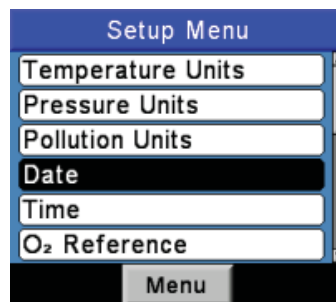 Setup Menu
Temperature Units
Pressure Units
Pollution Units
Date
Time
O₂ Reference
Menu